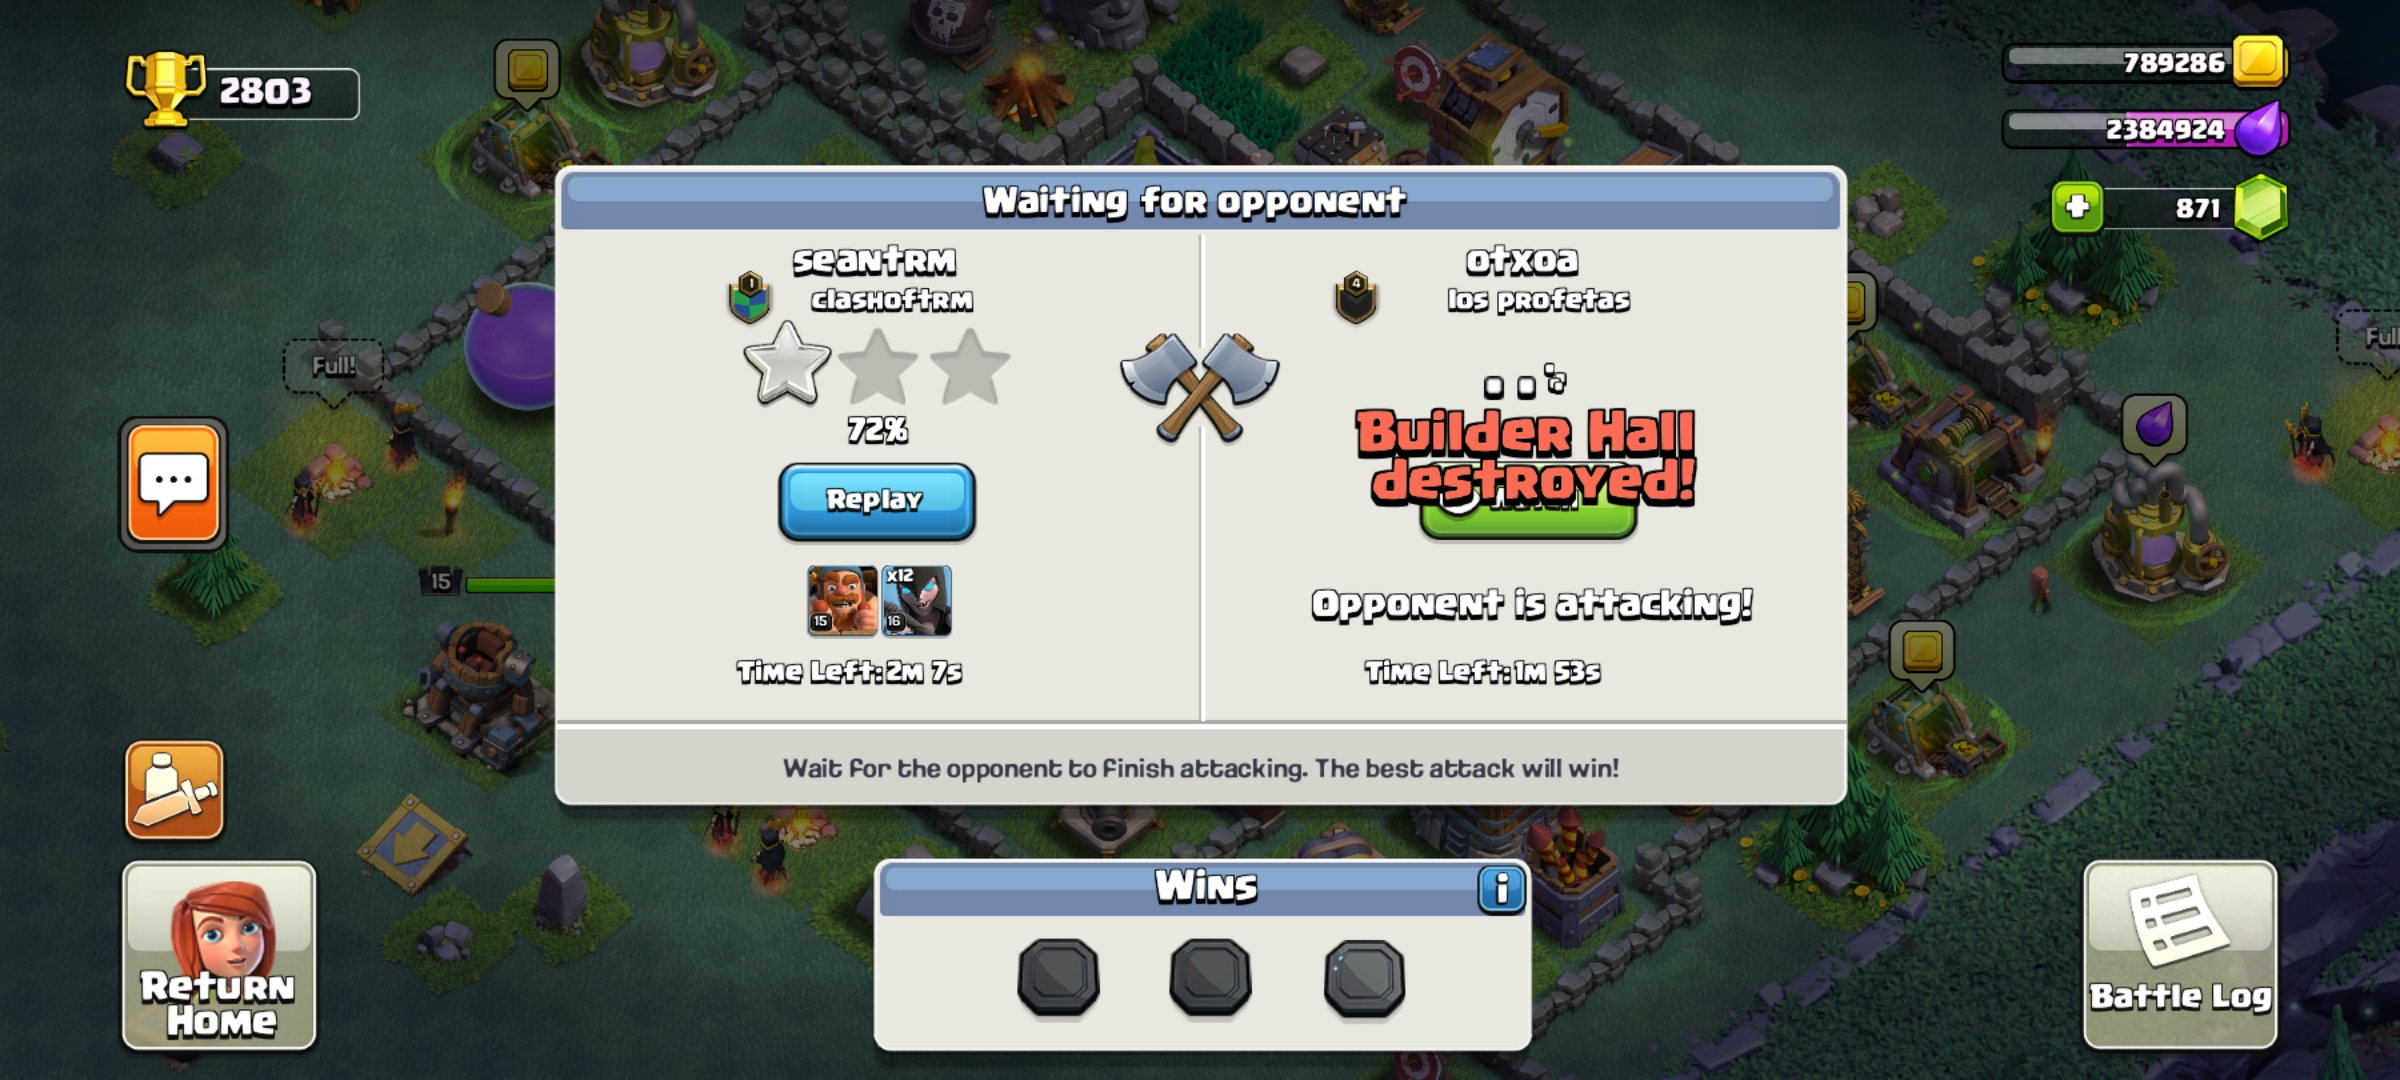 2803
789286
2384924
871
Waiting for opponent
seantrm
1
clashoftrm
72%
Replay
15
x12
16
Time Left: 2m 7s
otxoa
4
los profetas
Builder Hall
destroyed!
Opponent is attacking!
Time Left: 1m 53s
Wait for the opponent to finish attacking. The best attack will win!
Full!
15
Wins
i
Return
Home
Battle Log